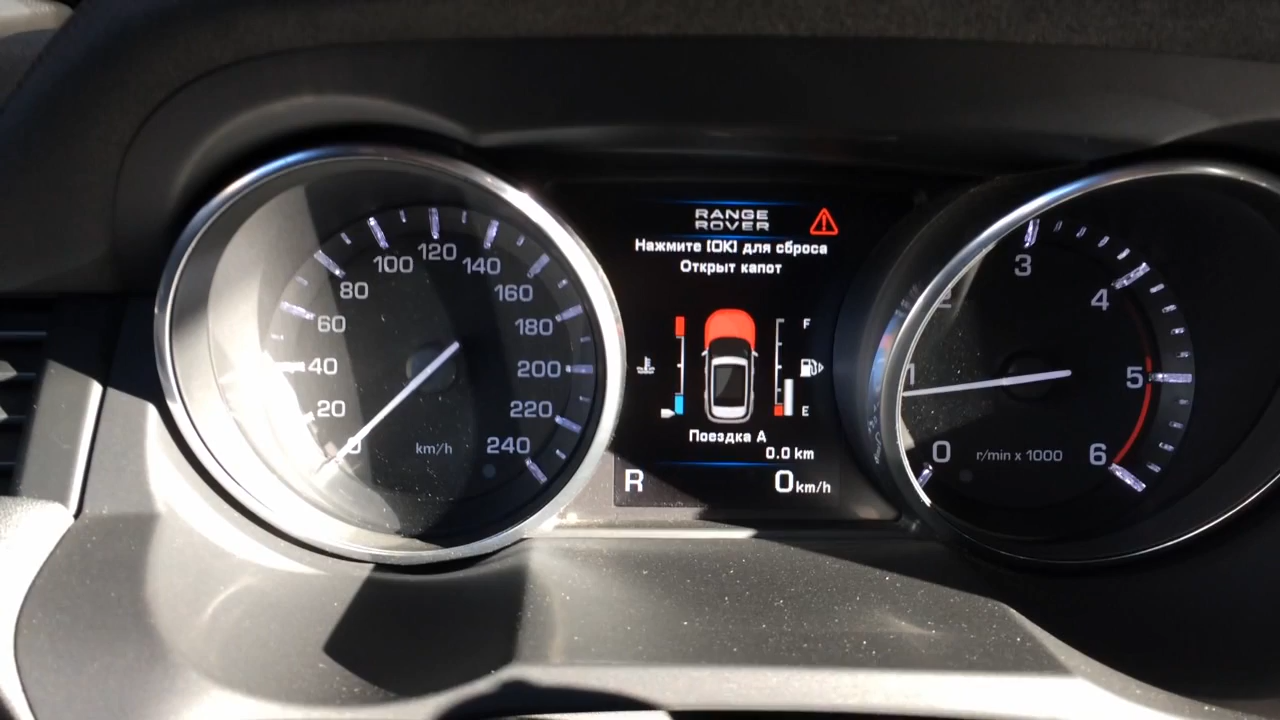 0
20
40
60
80
100
120
140
160
180
200
220
240
km/h
RANGE
ROVER
Нажмите [OK] для сброса
Открыт капот
F
E
Поездка A
0.0 km
R
0 km/h
0
1
2
3
4
5
6
r/min x 1000